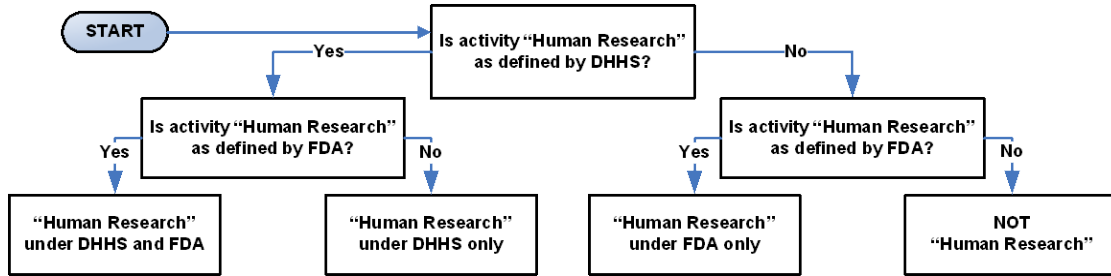 START
Is activity “Human Research”
as defined by DHHS?
Yes
No
Is activity “Human Research”
as defined by FDA?
Is activity “Human Research”
as defined by FDA?
Yes
No
Yes
No
“Human Research”
under DHHS and FDA
“Human Research”
under DHHS only
“Human Research”
under FDA only
NOT
“Human Research”